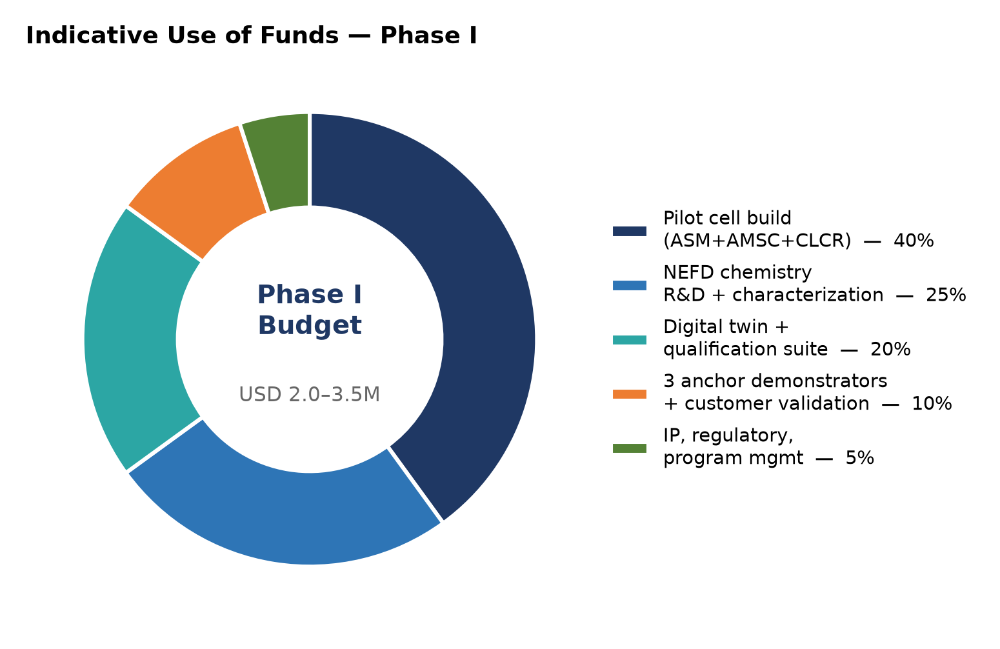 Indicative Use of Funds — Phase I
Phase I
Budget
USD 2.0–3.5M
Pilot cell build
(ASM+AMSC+CLCR)  —  40%
NEFD chemistry
R&D + characterization  —  25%
Digital twin +
qualification suite  —  20%
3 anchor demonstrators
+ customer validation  —  10%
IP, regulatory,
program mgmt  —  5%